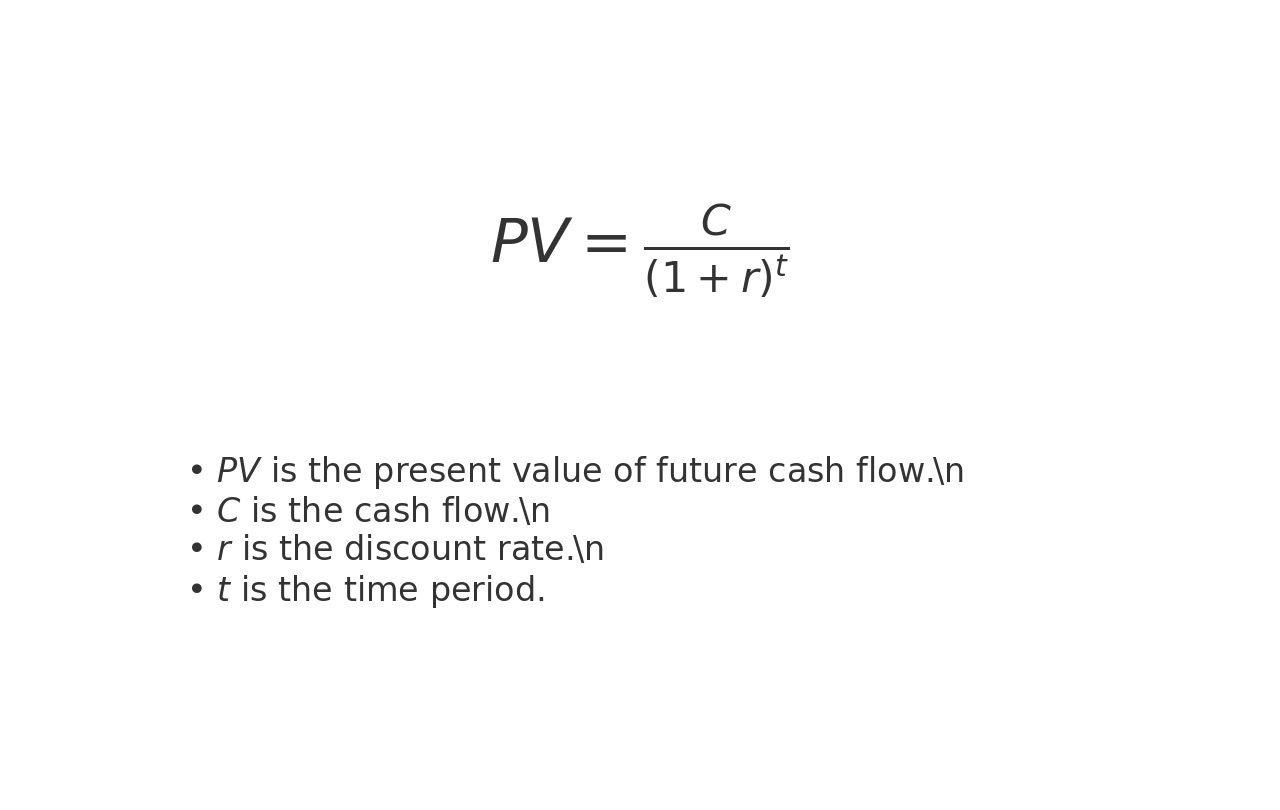 PV = C / (1 + r)^t
• PV is the present value of future cash flow.\n
• C is the cash flow.\n
• r is the discount rate.\n
• t is the time period.